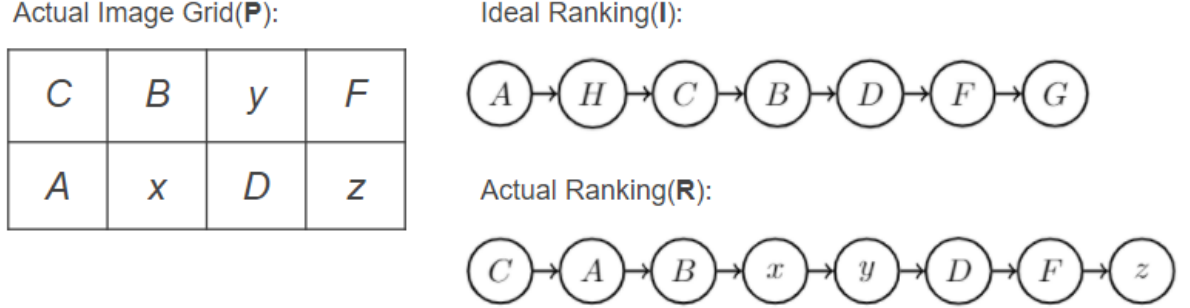 Actual Image Grid(P):
C B y F
A x D z
Ideal Ranking(I):
A H C B D F G
Actual Ranking(R):
C A B x y D F z